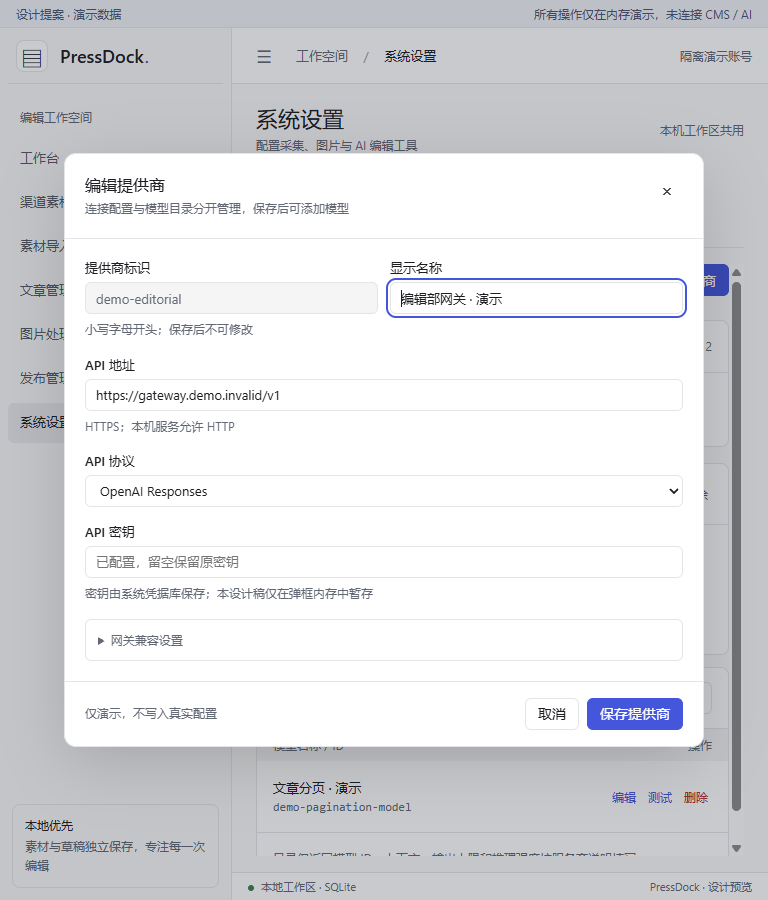 设计提案 · 演示数据
所有操作仅在内存演示，未连接 CMS / AI
PressDock.
工作空间 / 系统设置
隔离演示账号
编辑工作空间
工作台
渠道素材
素材导入
文章管理
图片处理
发布管理
系统设置
系统设置
配置采集、图片与 AI 编辑工具
本机工作区共用
商
2
编辑提供商
×
连接配置与模型目录分开管理，保存后可添加模型
提供商标识
显示名称
demo-editorial
编辑部网关 · 演示
小写字母开头；保存后不可修改
API 地址
https://gateway.demo.invalid/v1
HTTPS；本机服务允许 HTTP
API 协议
OpenAI Responses
API 密钥
已配置，留空保留原密钥
密钥由系统凭据库保存；本设计稿仅在弹框内存中暂存
网关兼容设置
仅演示，不写入真实配置
取消
保存提供商
模型名称 / ID
操作
文章分页 · 演示
demo-pagination-model
编辑 测试 删除
本地优先
素材与草稿独立保存，专注每一次
编辑
本地工作区 · SQLite
PressDock · 设计预览